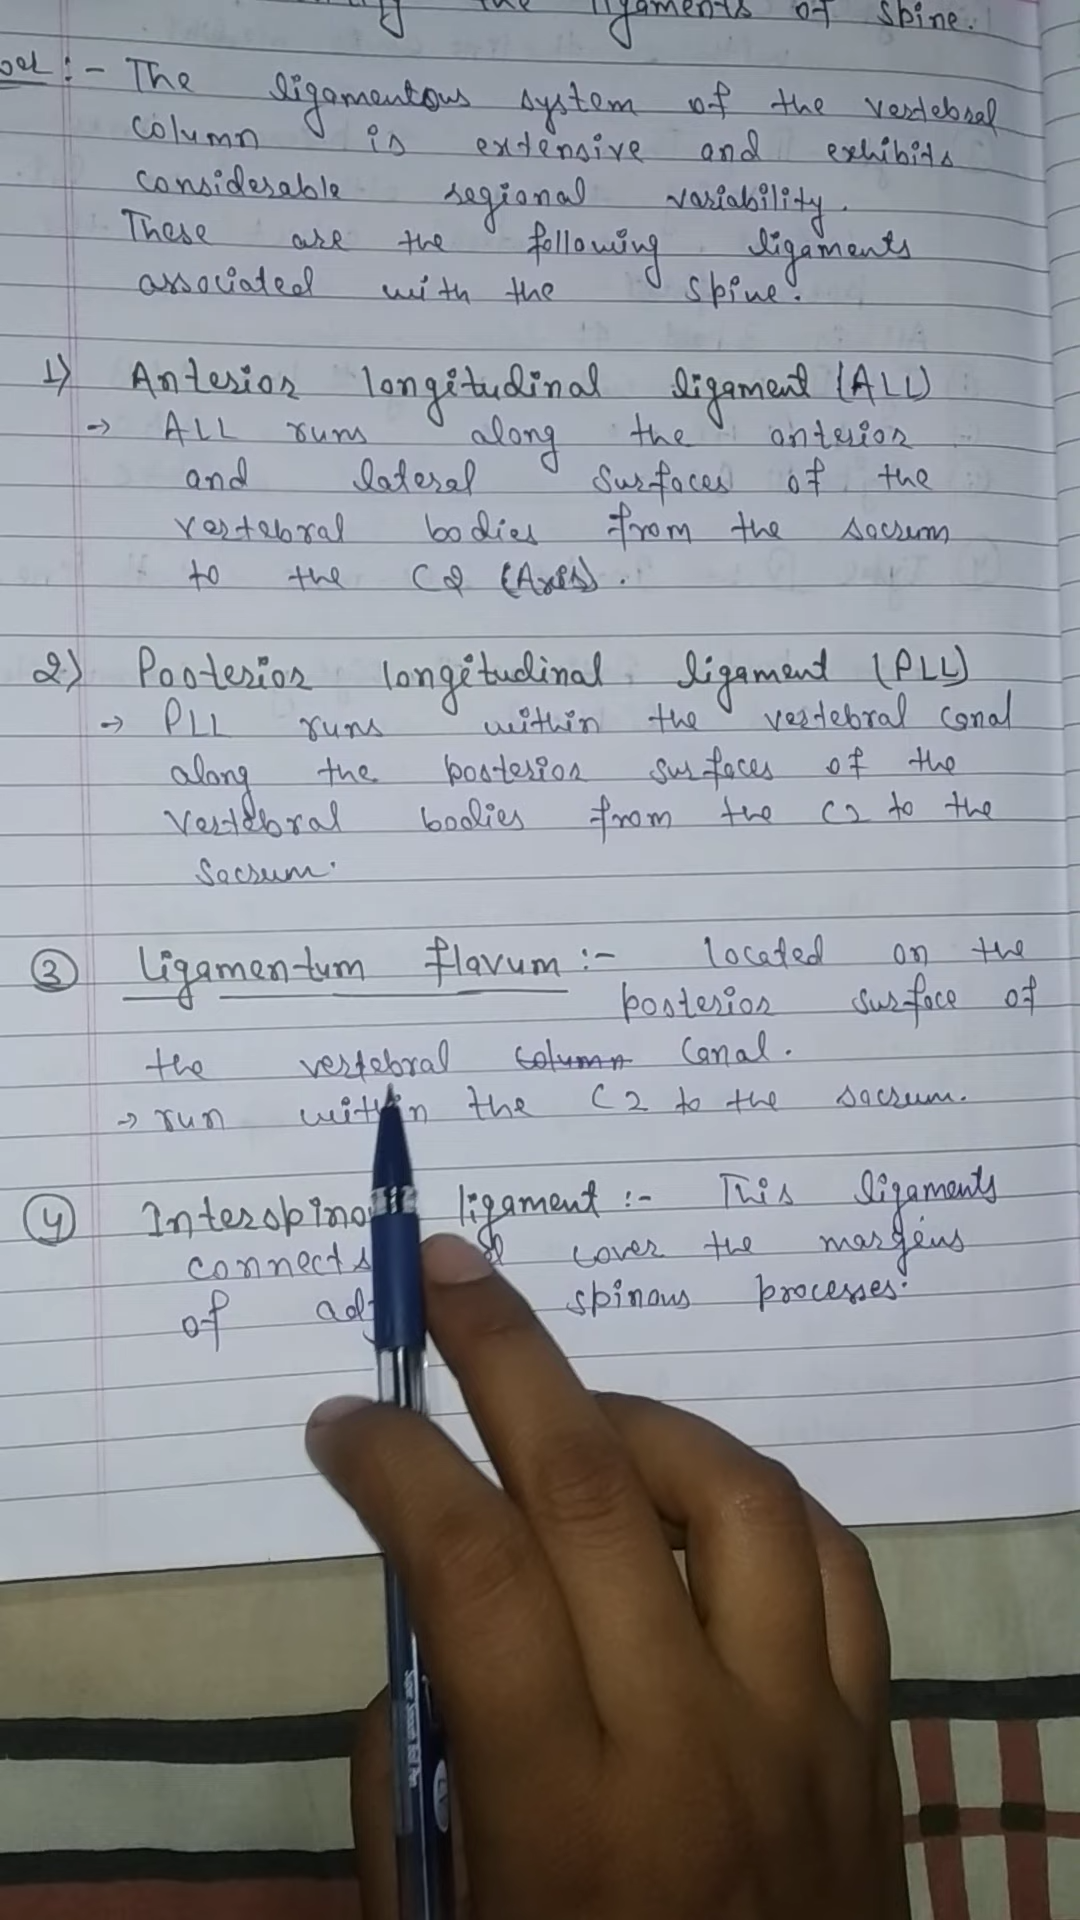 the ligaments of spine.
:- The ligamentous system of the vertebral
column is extensive and exhibits
considerable regional variability.
These are the following ligaments
associated with the spine.
1) Anterior longitudinal ligament (ALL)
→ ALL runs along the anterior
and lateral surfaces of the
vertebral bodies from the sacrum
to the C2 (Axis).
2) Posterior longitudinal ligament (PLL)
→ PLL runs within the vertebral canal
along the posterior surfaces of the
vertebral bodies from the C2 to the
sacrum.
3 Ligamentum flavum :- located on the
posterior surface of
the vertebral column canal.
→ run within the C2 to the sacrum.
4 ligament :- This ligaments
connects cover the margins
of spinous processes.